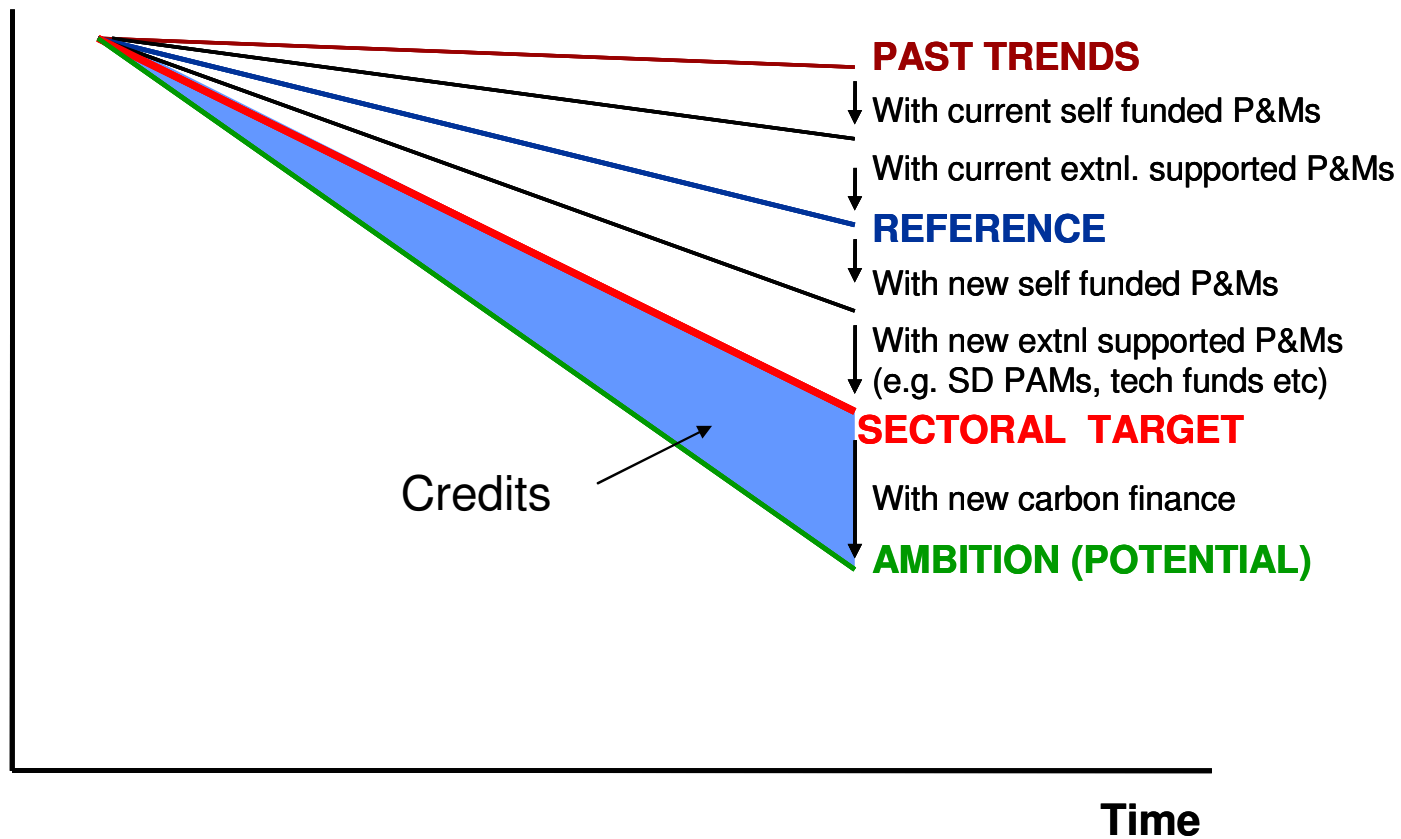 PAST TRENDS
With current self funded P&Ms
With current extnl. supported P&Ms
REFERENCE
With new self funded P&Ms
With new extnl supported P&Ms
(e.g. SD PAMs, tech funds etc)
SECTORAL TARGET
Credits
With new carbon finance
AMBITION (POTENTIAL)
Time